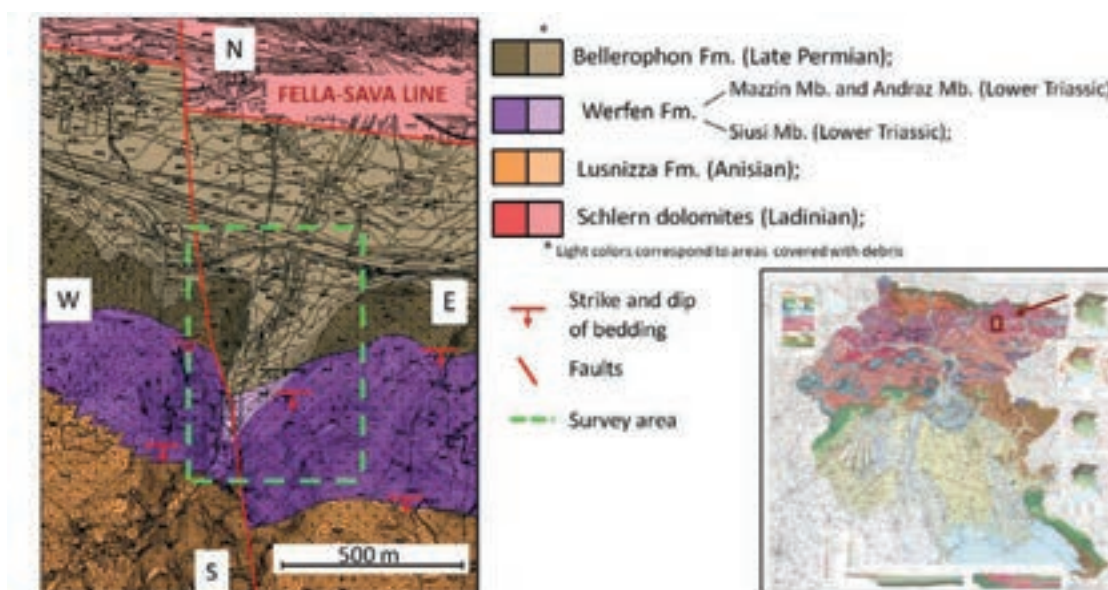 N
FELLA-SAVA LINE
W
E
S
500 m
*
Bellerophon Fm. (Late Permian);
Werfen Fm.
Mazzin Mb. and Andraz Mb. (Lower Triassic)
Siusi Mb. (Lower Triassic);
Lusnizza Fm. (Anisian);
Schlern dolomites (Ladinian);
* Light colors correspond to areas covered with debris
Strike and dip
of bedding
Faults
Survey area